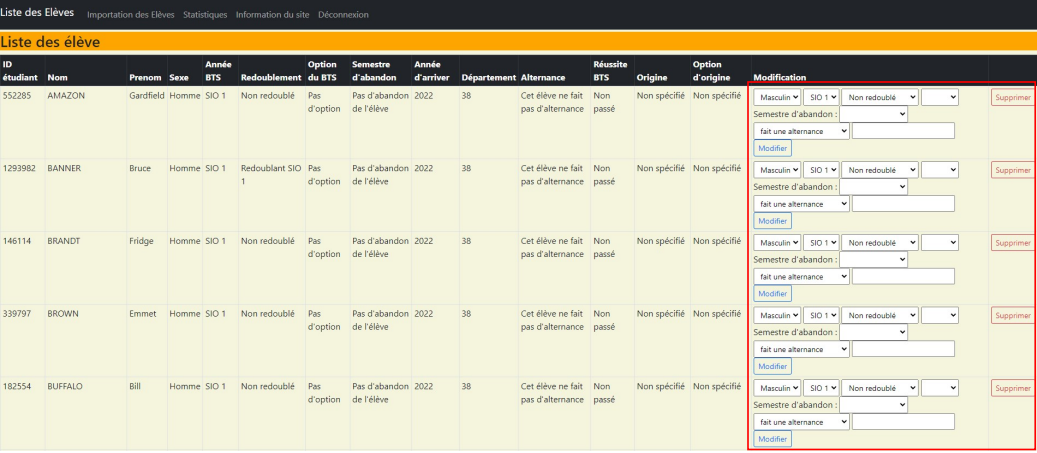 Liste des Elèves Importation des Elèves Statistiques Information du site Déconnexion
Liste des élève
ID étudiant Nom Prenom Sexe Année BTS Redoublement Option du BTS Semestre d'abandon Année d'arriver Département Alternance Réussite BTS Origine Option d'origine Modification
552285 AMAZON Gardfield Homme SIO 1 Non redoublé Pas d'option Pas d'abandon de l'élève 2022 38 Cet élève ne fait pas d'alternance Non passé Non spécifié Non spécifié Masculin SIO 1 Non redoublé Supprimer
Semestre d'abandon :
fait une alternance
Modifier
1293982 BANNER Bruce Homme SIO 1 Redoublant SIO 1 Pas d'option Pas d'abandon de l'élève 2022 38 Cet élève ne fait pas d'alternance Non passé Non spécifié Non spécifié Masculin SIO 1 Non redoublé Supprimer
Semestre d'abandon :
fait une alternance
Modifier
146114 BRANDT Fridge Homme SIO 1 Non redoublé Pas d'option Pas d'abandon de l'élève 2022 38 Cet élève ne fait pas d'alternance Non passé Non spécifié Non spécifié Masculin SIO 1 Non redoublé Supprimer
Semestre d'abandon :
fait une alternance
Modifier
339797 BROWN Emmet Homme SIO 1 Non redoublé Pas d'option Pas d'abandon de l'élève 2022 38 Cet élève ne fait pas d'alternance Non passé Non spécifié Non spécifié Masculin SIO 1 Non redoublé Supprimer
Semestre d'abandon :
fait une alternance
Modifier
182554 BUFFALO Bill Homme SIO 1 Non redoublé Pas d'option Pas d'abandon de l'élève 2022 38 Cet élève ne fait pas d'alternance Non passé Non spécifié Non spécifié Masculin SIO 1 Non redoublé Supprimer
Semestre d'abandon :
fait une alternance
Modifier